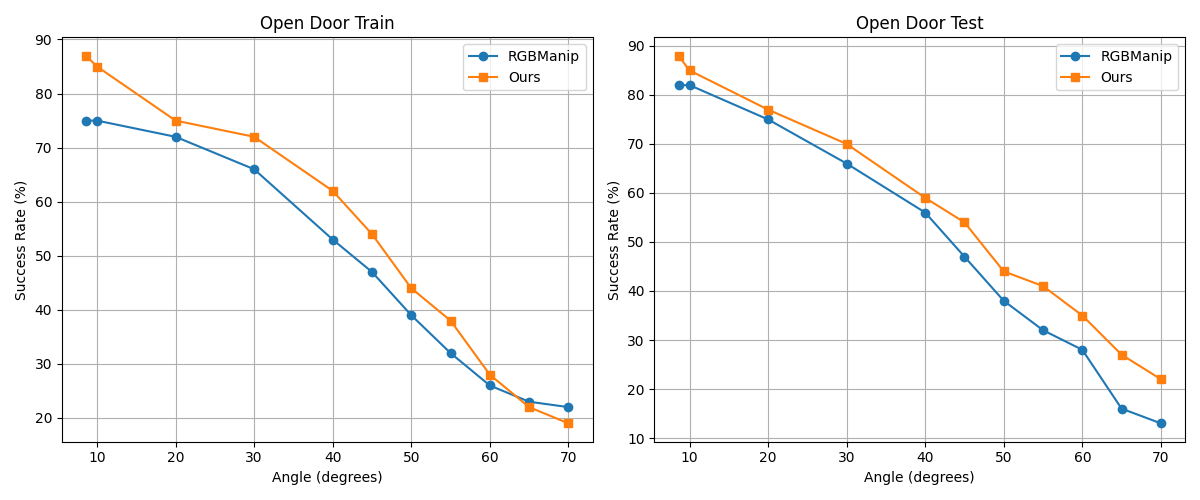 Open Door Train
90
80
70
60
50
40
30
20
Success Rate (%)
10 20 30 40 50 60 70
Angle (degrees)
RGBManip
Ours
Open Door Test
90
80
70
60
50
40
30
20
10
Success Rate (%)
10 20 30 40 50 60 70
Angle (degrees)
RGBManip
Ours